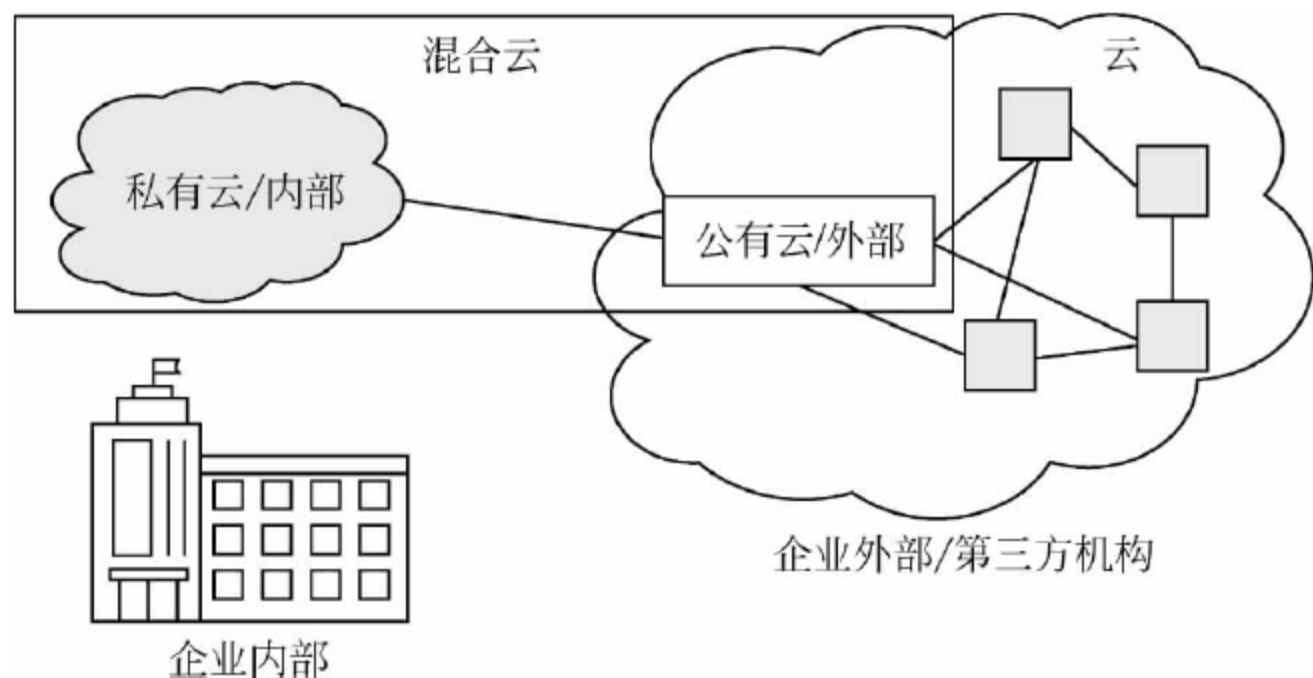 混合云
云
私有云/内部
公有云/外部
企业外部/第三方机构
企业内部